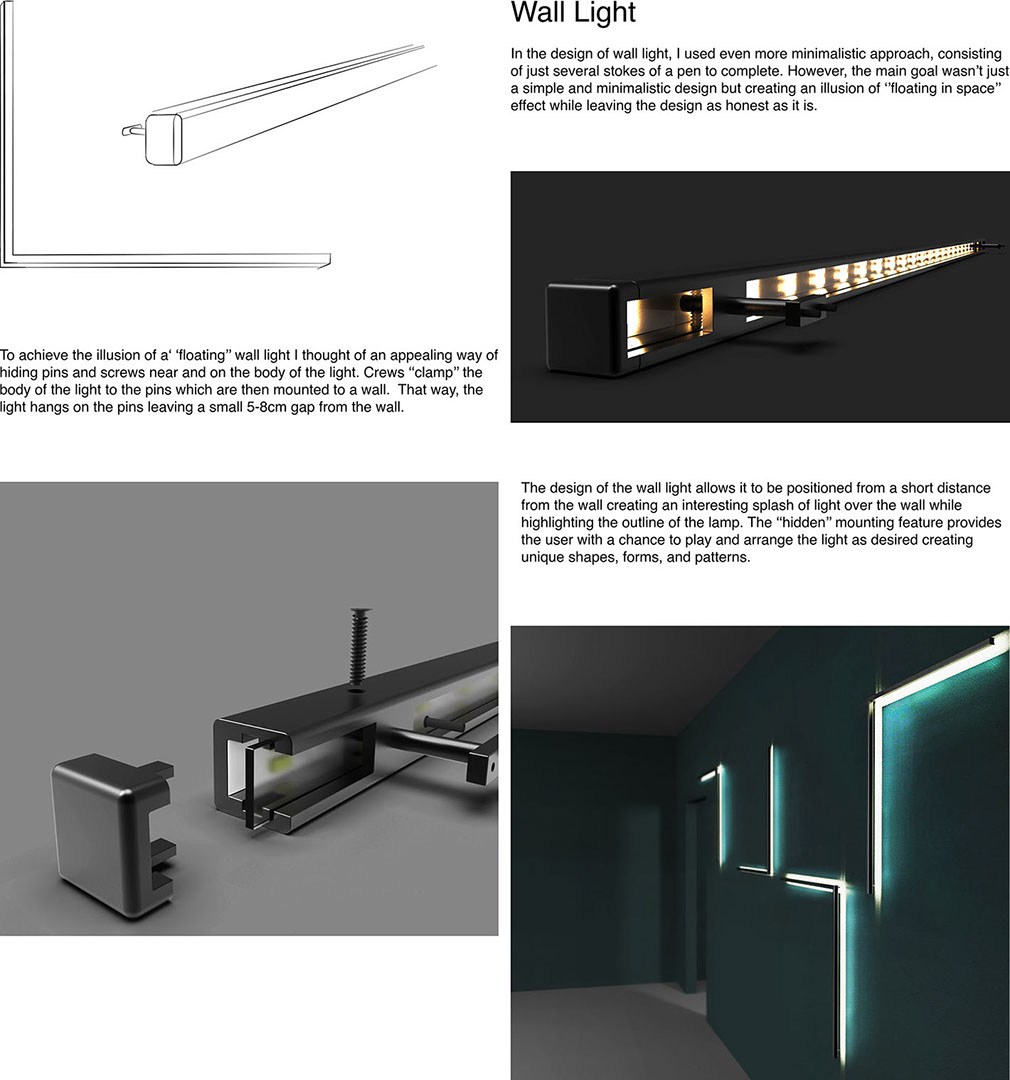 Wall Light
In the design of wall light, I used even more minimalistic approach, consisting
of just several stokes of a pen to complete. However, the main goal wasn't just
a simple and minimalistic design but creating an illusion of ‘’floating in space’’
effect while leaving the design as honest as it is.
To achieve the illusion of a‘ ‘floating’’ wall light I thought of an appealing way of
hiding pins and screws near and on the body of the light. Crews “clamp” the
body of the light to the pins which are then mounted to a wall.  That way, the
light hangs on the pins leaving a small 5-8cm gap from the wall.
The design of the wall light allows it to be positioned from a short distance
from the wall creating an interesting splash of light over the wall while
highlighting the outline of the lamp. The “hidden” mounting feature provides
the user with a chance to play and arrange the light as desired creating
unique shapes, forms, and patterns.